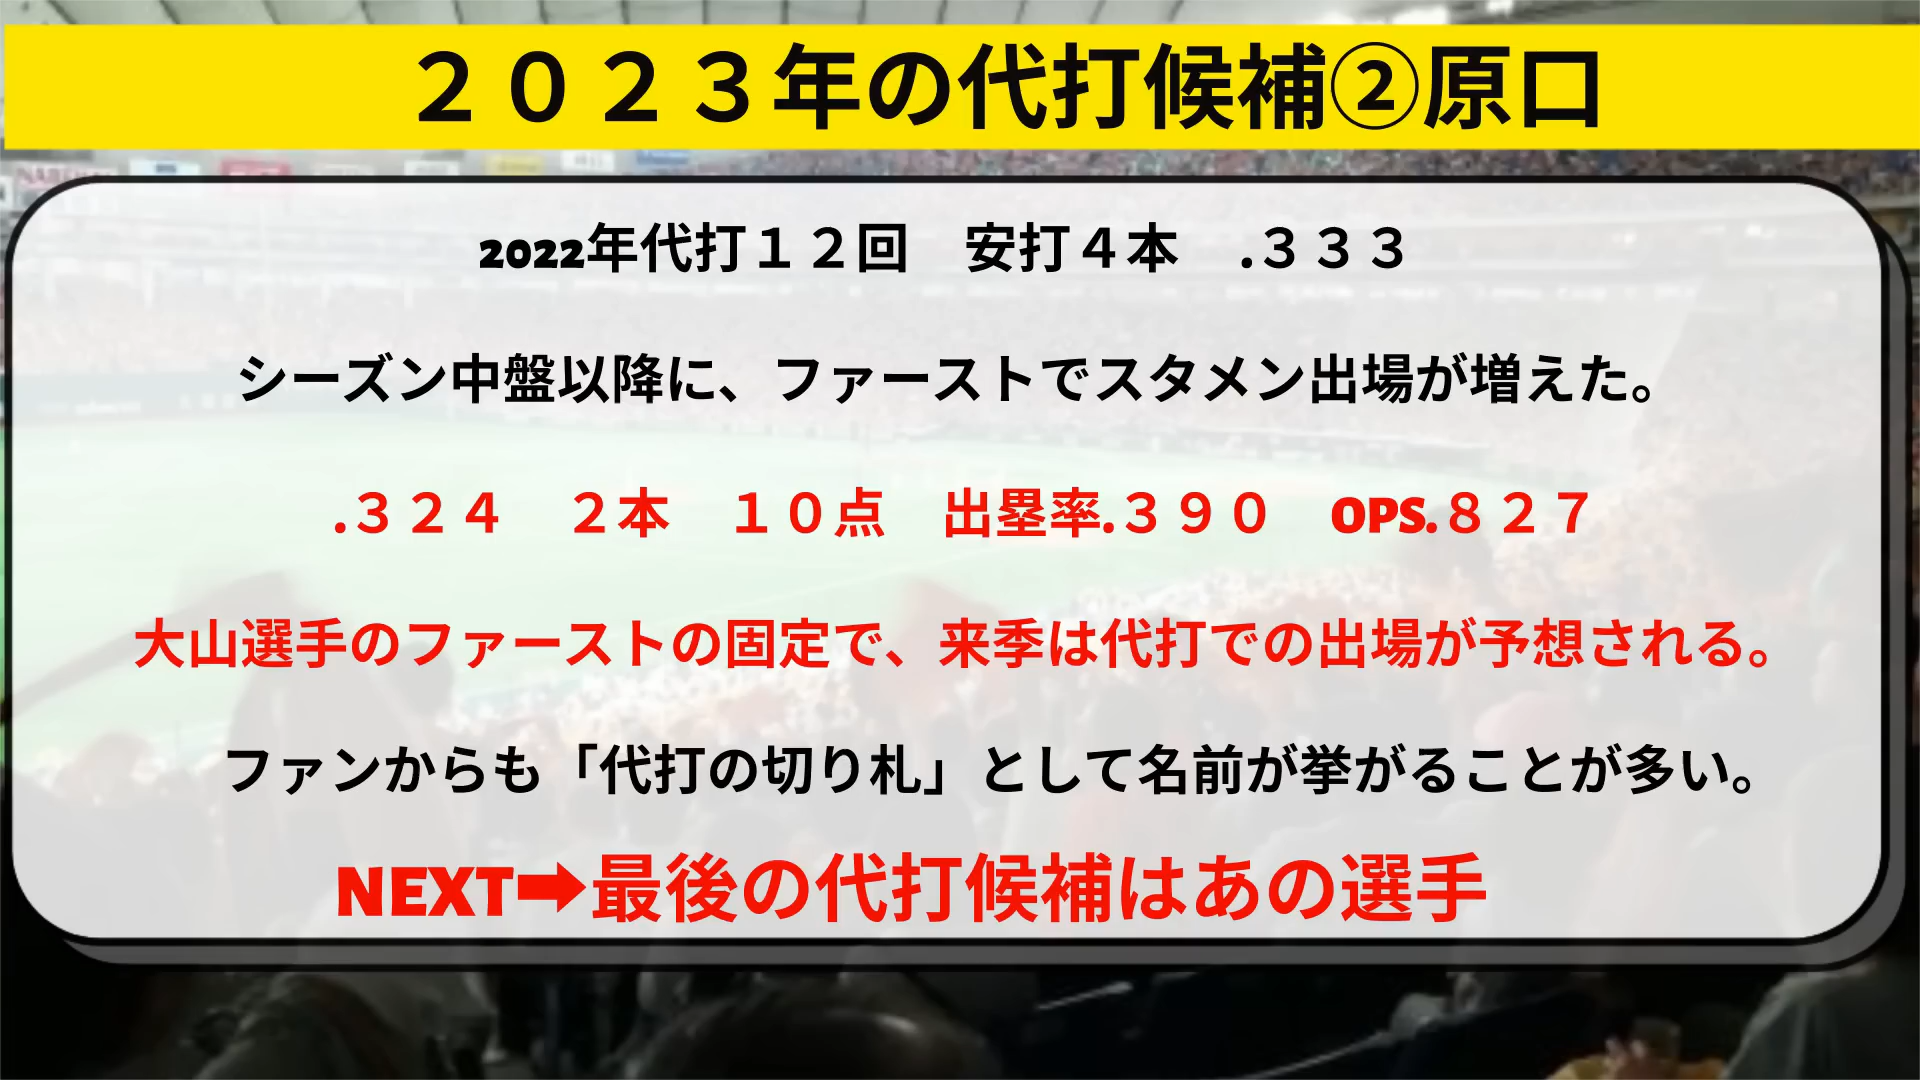 ２０２３年の代打候補②原口
2022年代打１２回　安打４本　.３３３
シーズン中盤以降に、ファーストでスタメン出場が増えた。
.３２４　２本　１０点　出塁率.３９０　OPS.８２７
大山選手のファーストの固定で、来季は代打での出場が予想される。
ファンからも「代打の切り札」として名前が挙がることが多い。
NEXT➡最後の代打候補はあの選手